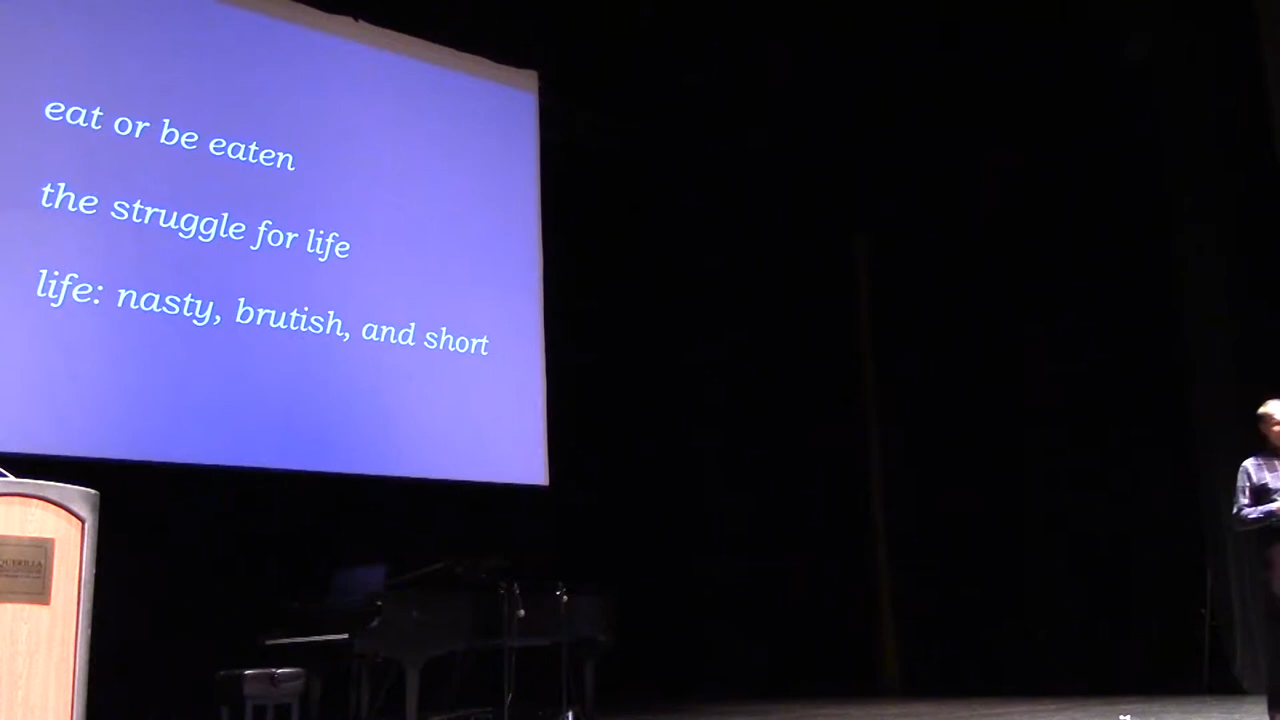 eat or be eaten
the struggle for life
life: nasty, brutish, and short